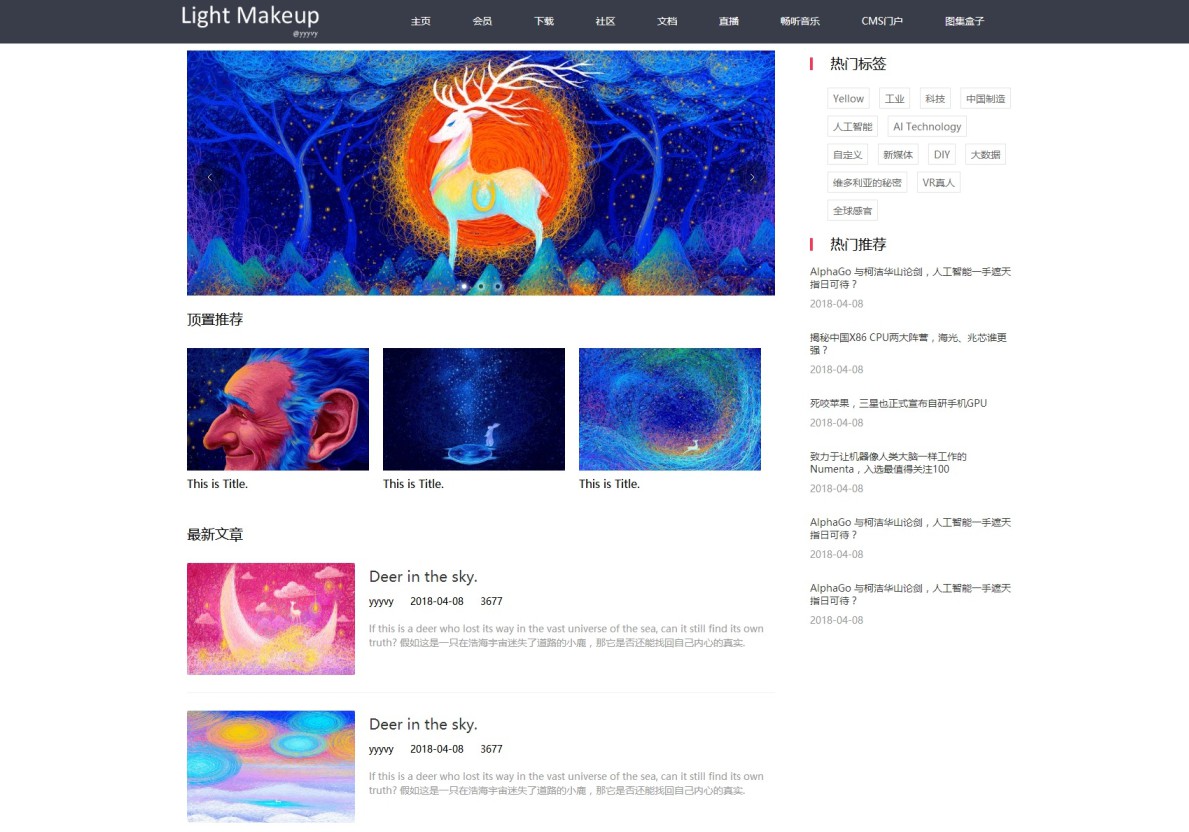 Light Makeup
@yyyvy
主页 会员 下载 社区 文档 直播 畅听音乐 CMS门户 图集盒子
顶置推荐
This is Title. This is Title. This is Title.
最新文章
Deer in the sky.
yyyvy 2018-04-08 3677
If this is a deer who lost its way in the vast universe of the sea, can it still find its own
truth? 假如这是一只在浩海宇宙迷失了道路的小鹿，那它是否还能找回自己内心的真实.
Deer in the sky.
yyyvy 2018-04-08 3677
If this is a deer who lost its way in the vast universe of the sea, can it still find its own
truth? 假如这是一只在浩海宇宙迷失了道路的小鹿，那它是否还能找回自己内心的真实.
热门标签
Yellow 工业 科技 中国制造
人工智能 AI Technology
自定义 新媒体 DIY 大数据
维多利亚的秘密 VR真人
全球感官
热门推荐
AlphaGo 与柯洁华山论剑，人工智能一手遮天
指日可待？
2018-04-08
揭秘中国X86 CPU两大阵营，海光、兆芯谁更
强？
2018-04-08
死咬苹果，三星也正式宣布自研手机GPU
2018-04-08
致力于让机器像人类大脑一样工作的
Numenta，入选最值得关注100
2018-04-08
AlphaGo 与柯洁华山论剑，人工智能一手遮天
指日可待？
2018-04-08
AlphaGo 与柯洁华山论剑，人工智能一手遮天
指日可待？
2018-04-08